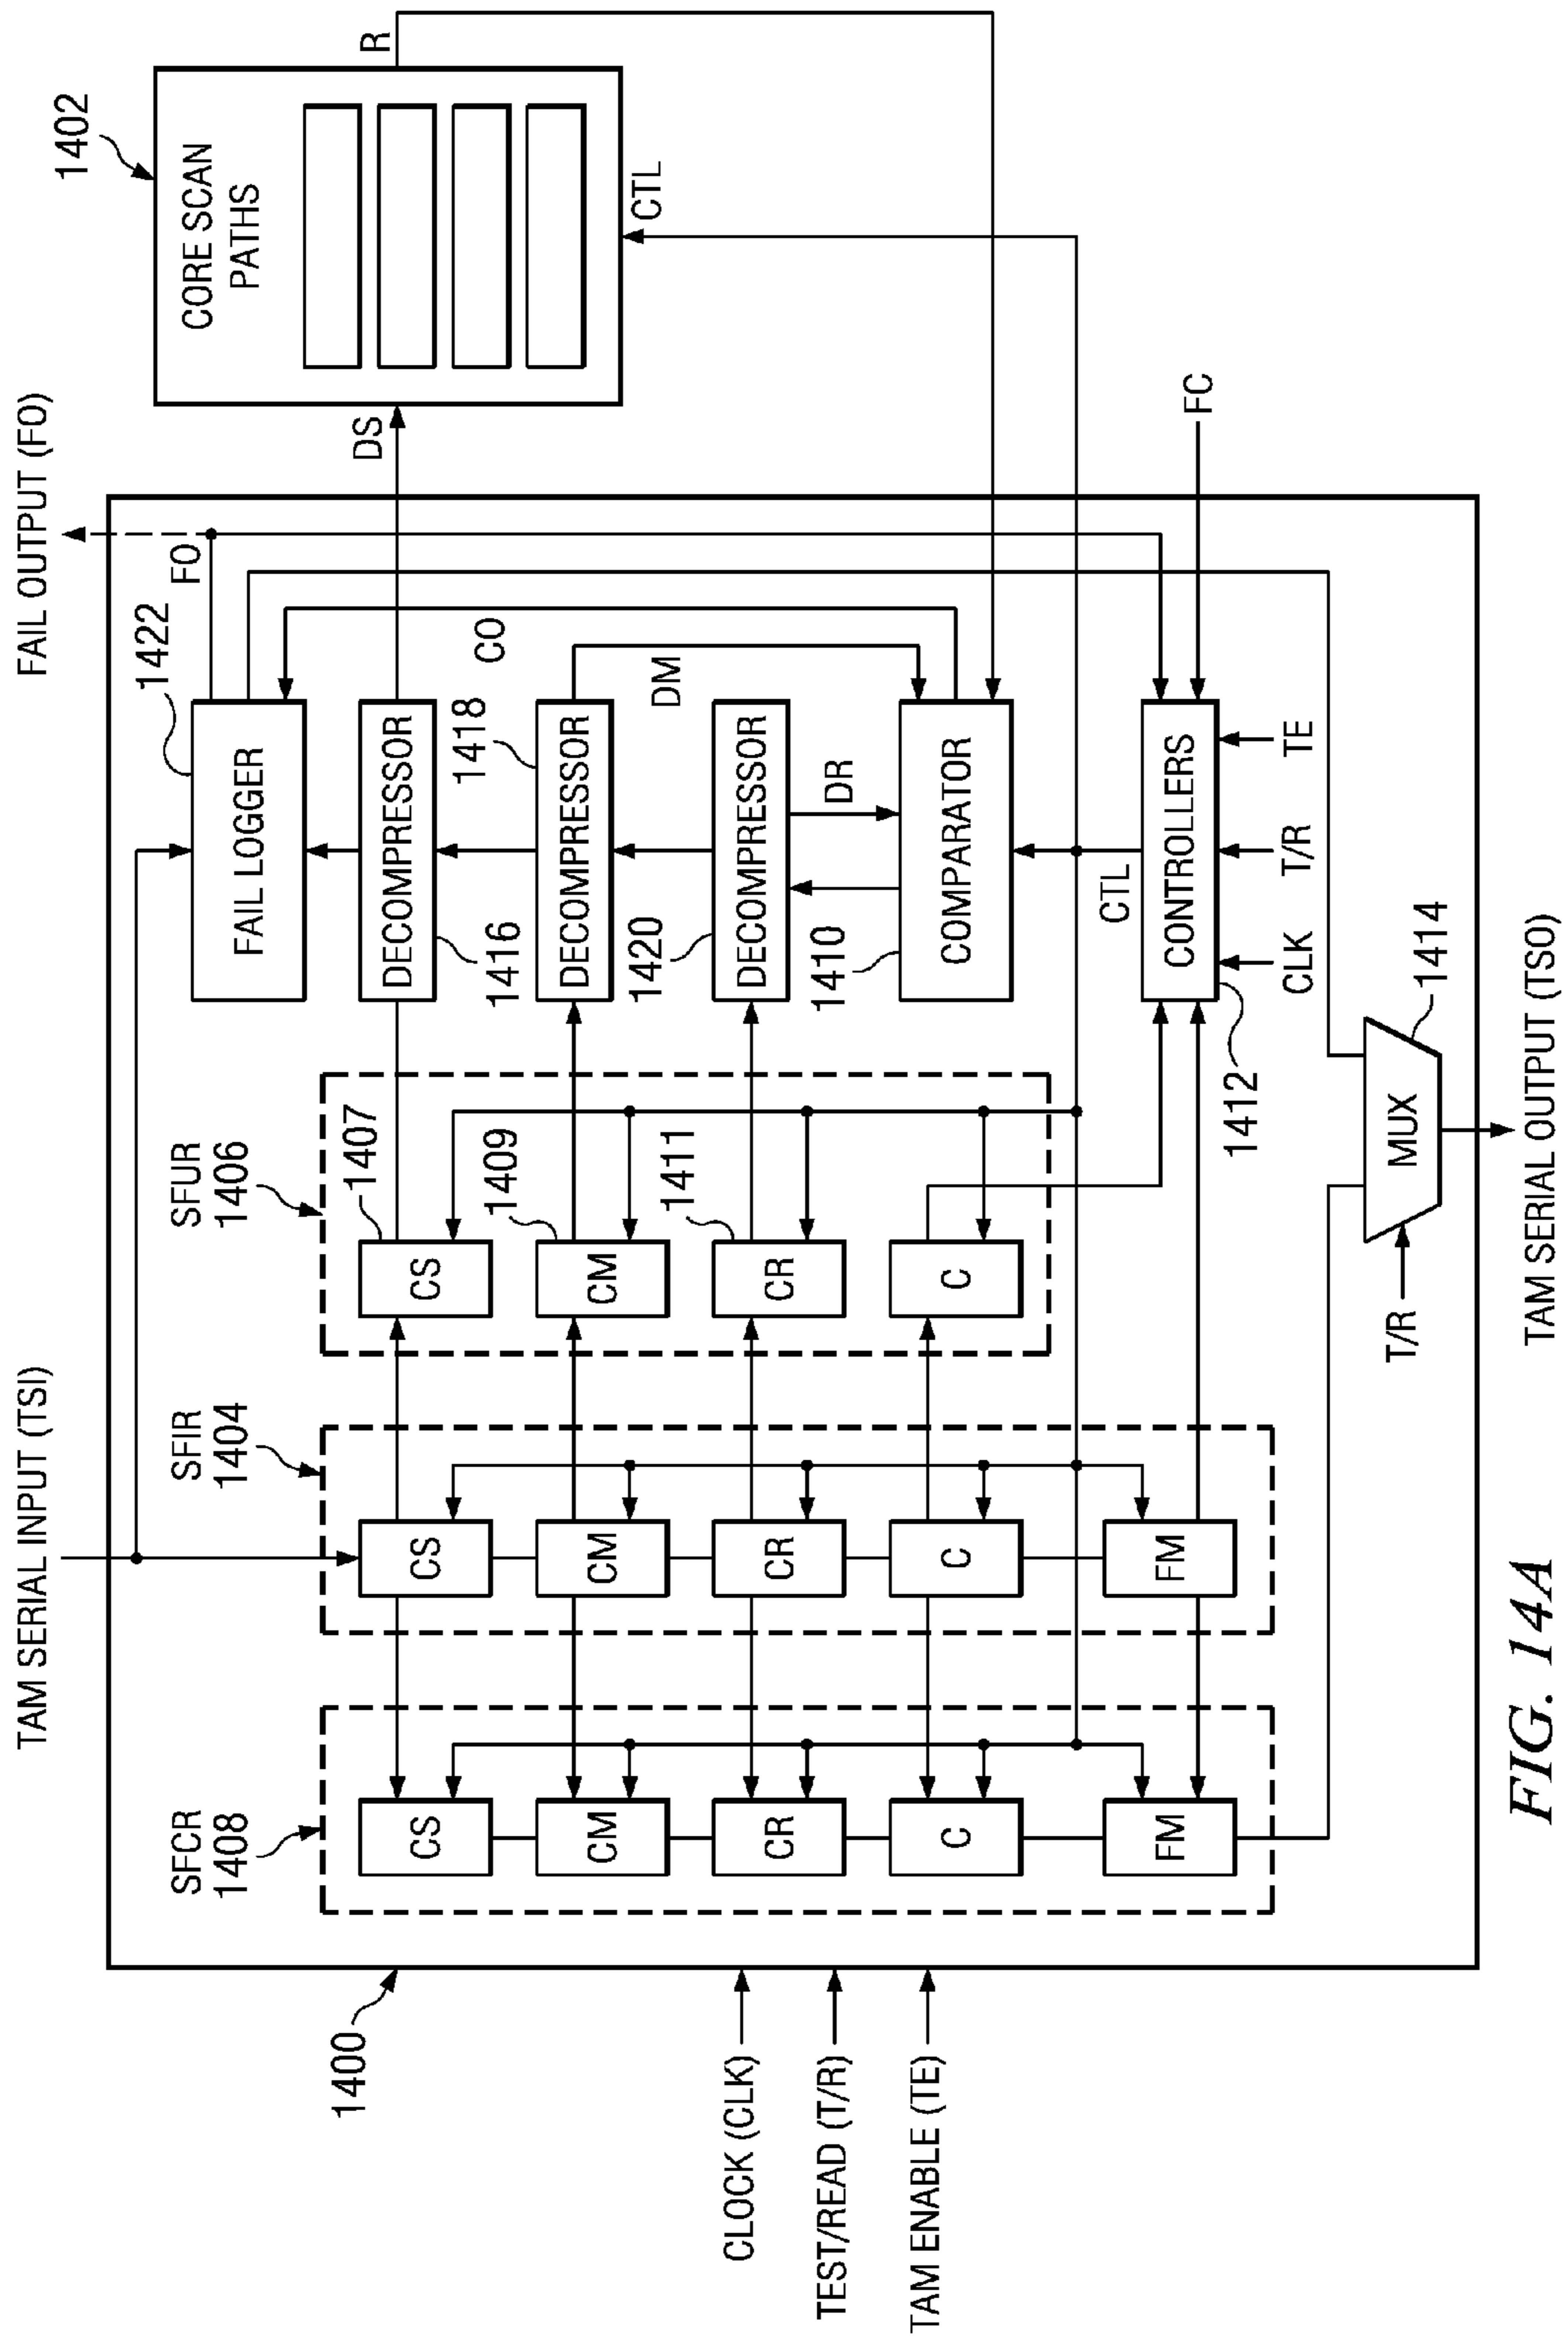 FAIL OUTPUT (FO)
TAM SERIAL INPUT (TSI)
1402
CORE SCAN
PATHS
R
DS
CTL
FO
1422
FAIL LOGGER
DECOMPRESSOR
1416
CO
DECOMPRESSOR
1418
DM
DECOMPRESSOR
1420
DR
COMPARATOR
1410
CTL
CONTROLLERS
1412
FC
CLK
T/R
TE
SFUR
1406
CS
1407
CM
1409
CR
1411
C
SFIR
1404
CS
CM
CR
C
FM
SFCR
1408
CS
CM
CR
C
FM
1400
CLOCK (CLK)
TEST/READ (T/R)
TAM ENABLE (TE)
T/R
MUX
1414
TAM SERIAL OUTPUT (TSO)
FIG. 14A